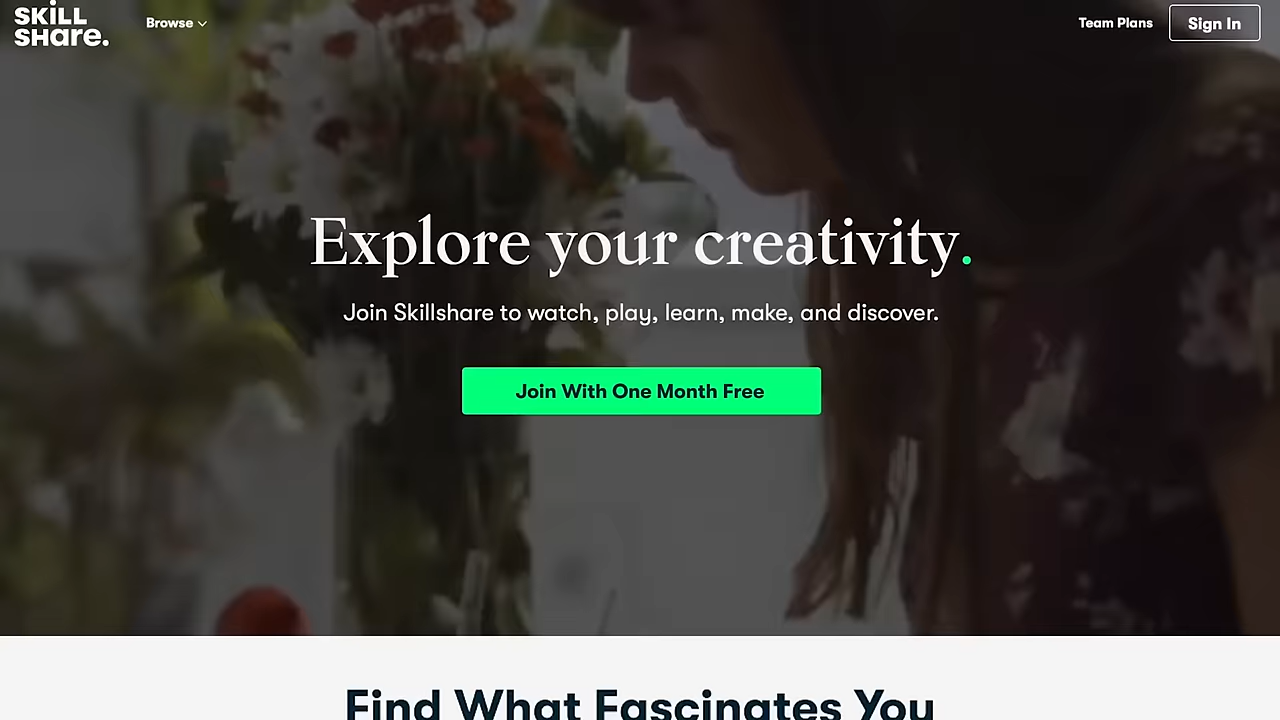 SKiLL
SHare.
Browse
Team Plans
Sign In
Explore your creativity.
Join Skillshare to watch, play, learn, make, and discover.
Join With One Month Free
Find What Fascinates You